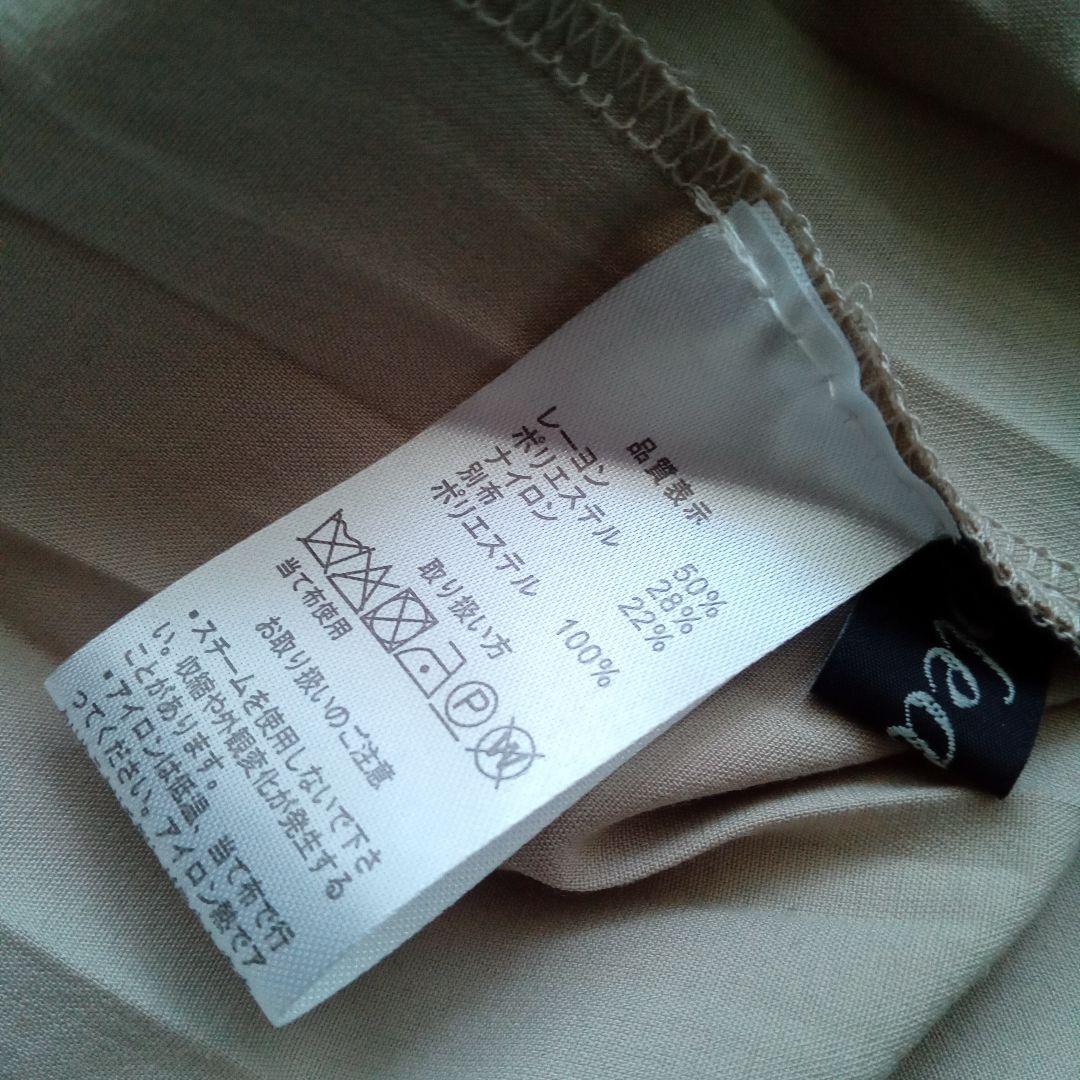 品質表示
レーヨン 50%
ポリエステル 28%
ナイロン 22%
別布
ポリエステル 100%
取り扱い方
P
W
当て布使用
お取り扱いのご注意
・スチームを使用しないで下さ
い。収縮や外観変化が発生する
ことがあります。
・アイロンは低温、当て布で行
ってください。アイロン熱でア